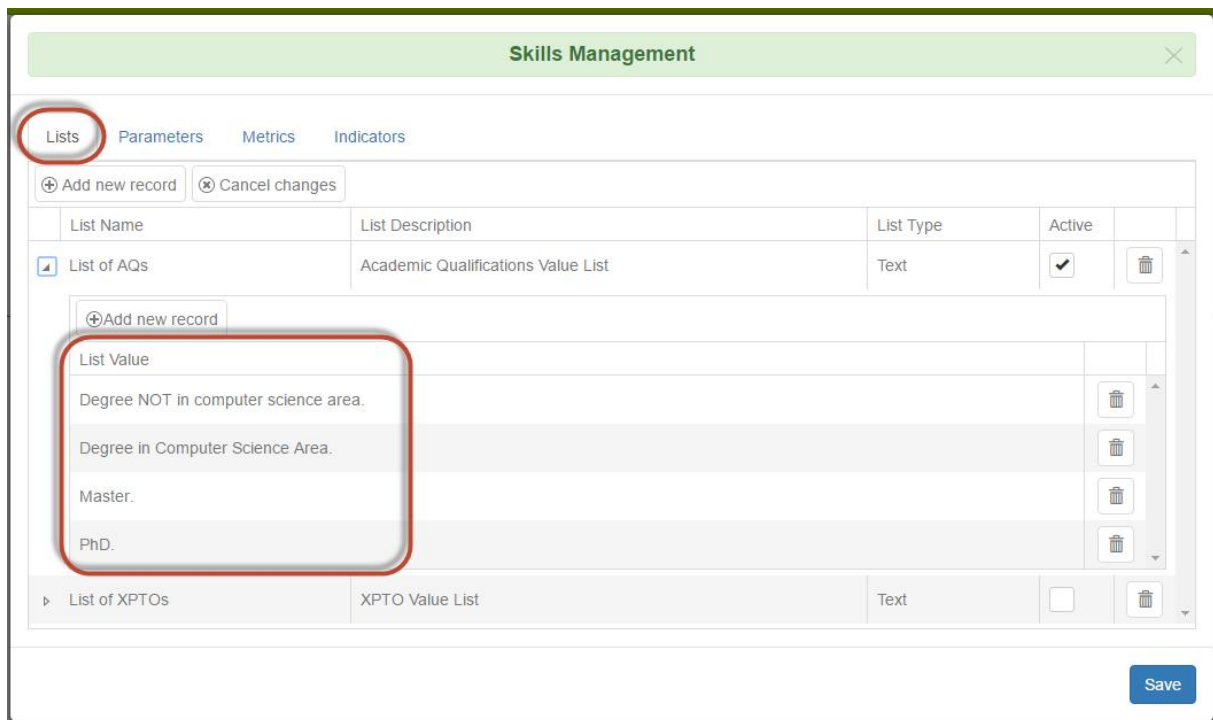 Skills Management
Lists Parameters Metrics Indicators
Add new record Cancel changes
List Name List Description List Type Active
List of AQs Academic Qualifications Value List Text
Add new record
List Value
Degree NOT in computer science area.
Degree in Computer Science Area.
Master.
PhD.
List of XPTOs XPTO Value List Text
Save